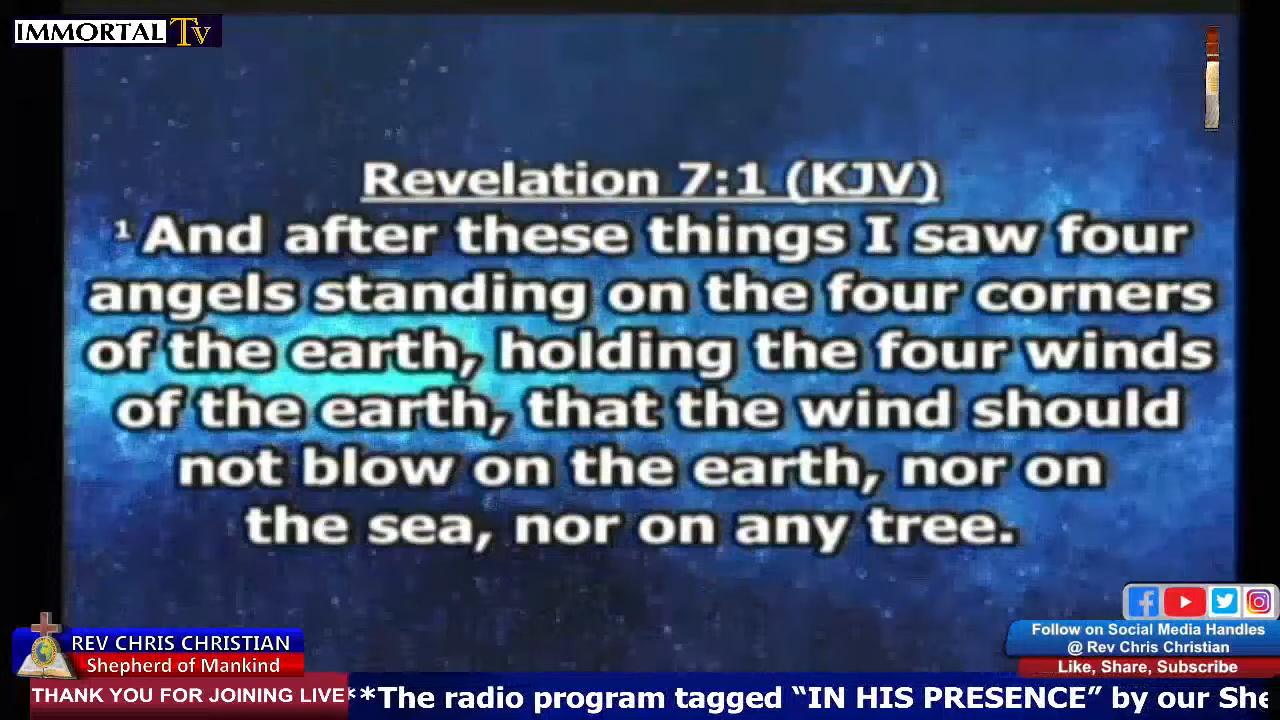 IMMORTAL Tv
Revelation 7:1 (KJV)
1 And after these things I saw four
angels standing on the four corners
of the earth, holding the four winds
of the earth, that the wind should
not blow on the earth, nor on
the sea, nor on any tree.
REV CHRIS CHRISTIAN
Shepherd of Mankind
Follow on Social Media Handles
@ Rev Chris Christian
Like, Share, Subscribe
THANK YOU FOR JOINING LIVE
**The radio program tagged “IN HIS PRESENCE” by our She